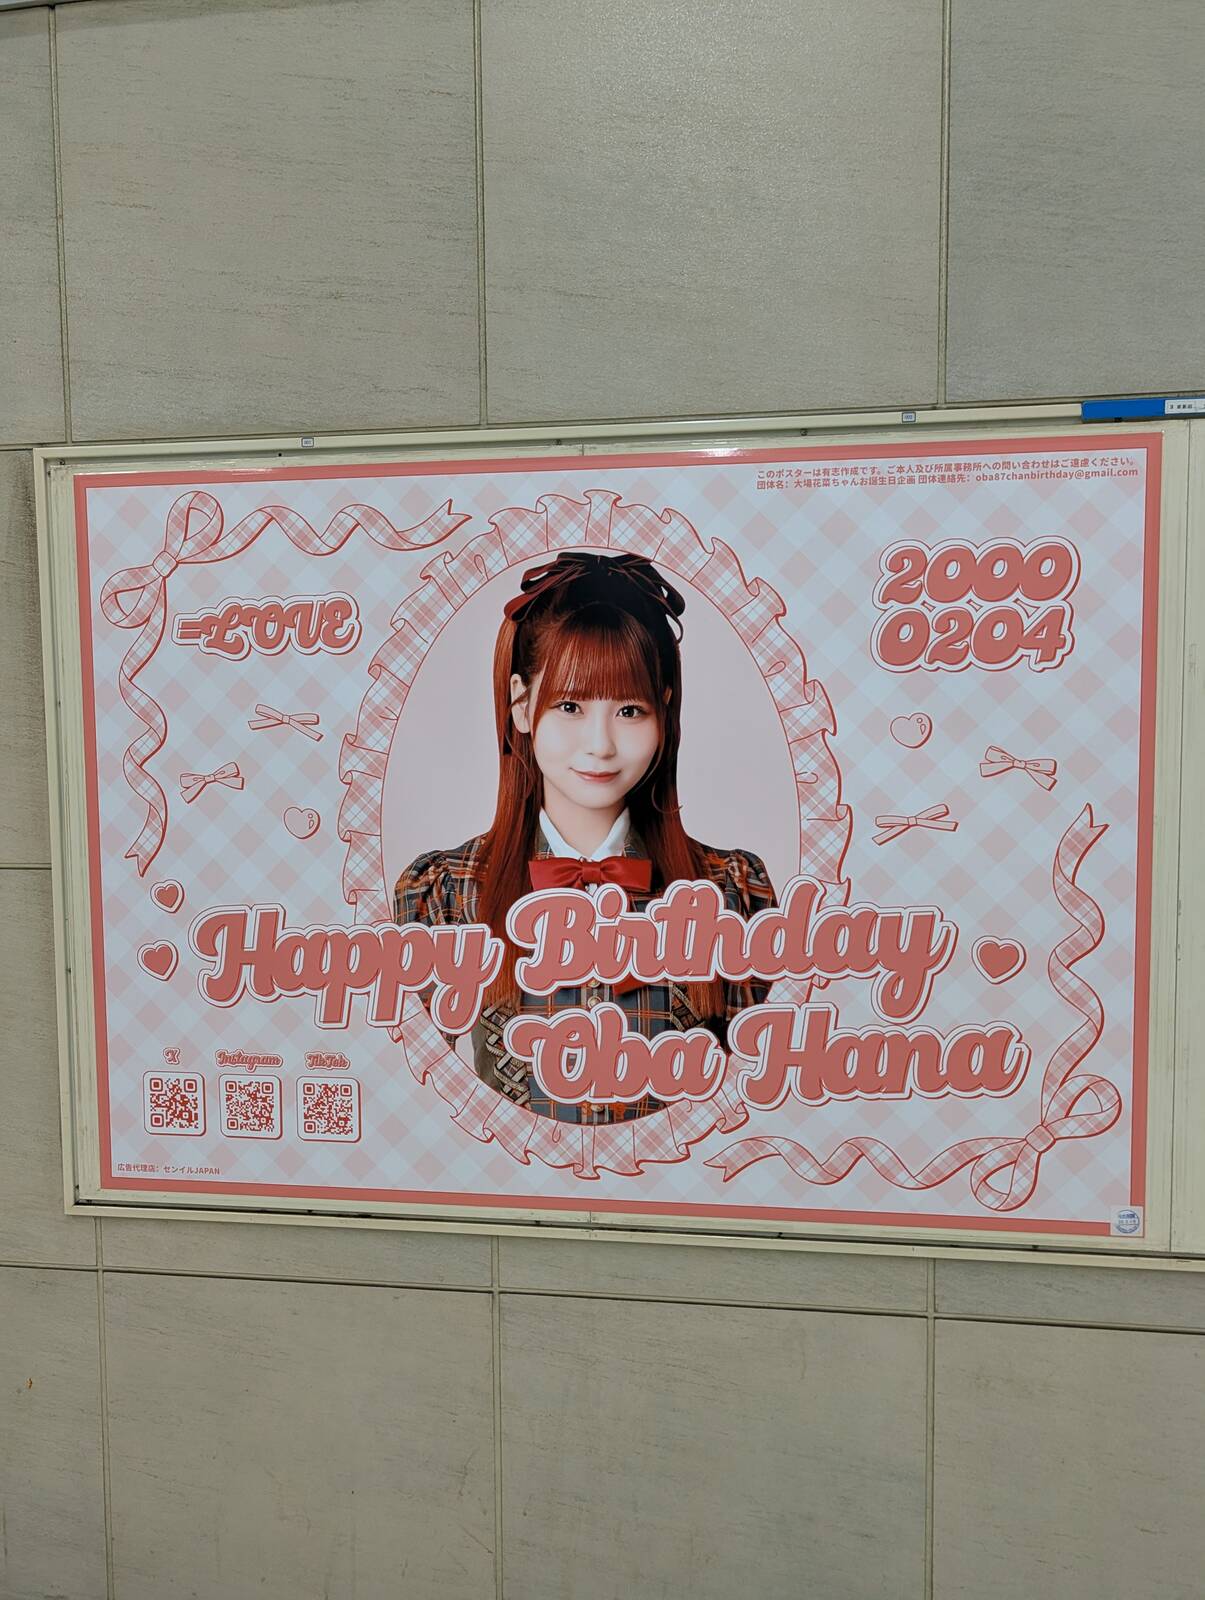 このポスターは有志作成です。ご本人及び所属事務所への問い合わせはご遠慮ください。
団体名：大場花菜ちゃんお誕生日企画 団体連絡先：oba87chanbirthday@gmail.com
=LOVE
2000
0204
Happy Birthday
Oba Hana
X Instagram TikTok
広告代理店：センイルJAPAN